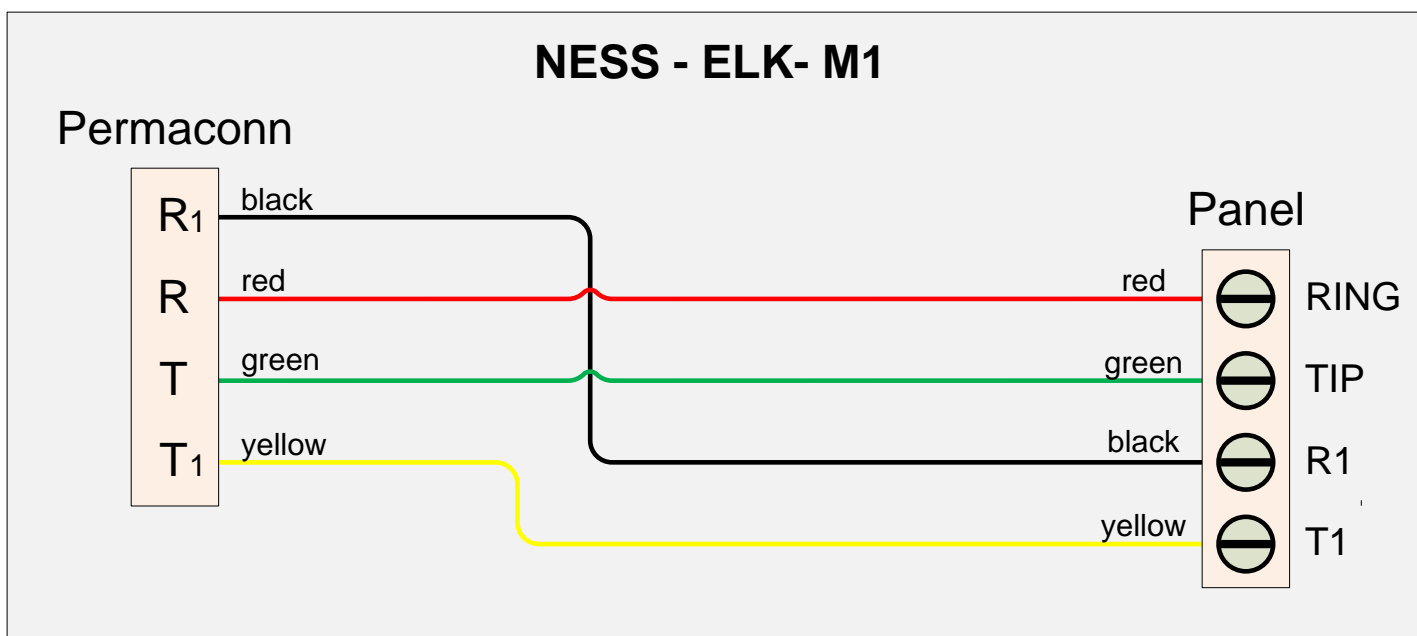 NESS - ELK- M1
Permaconn
Panel
R1
black
R
red
red
RING
T
green
green
TIP
T1
yellow
black
R1
yellow
T1